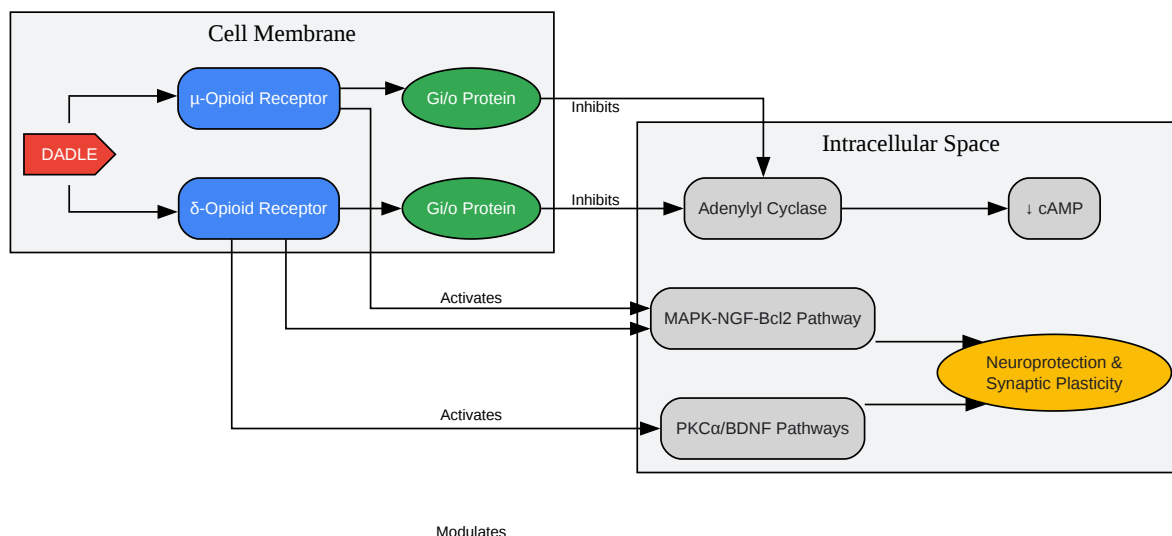 Cell Membrane
μ-Opioid Receptor
Gi/o Protein
Inhibits
DADLE
δ-Opioid Receptor
Gi/o Protein
Inhibits
Intracellular Space
Adenylyl Cyclase
↓ cAMP
Activates
MAPK-NGF-Bcl2 Pathway
Neuroprotection &
Synaptic Plasticity
Activates
PKCα/BDNF Pathways
Modulates